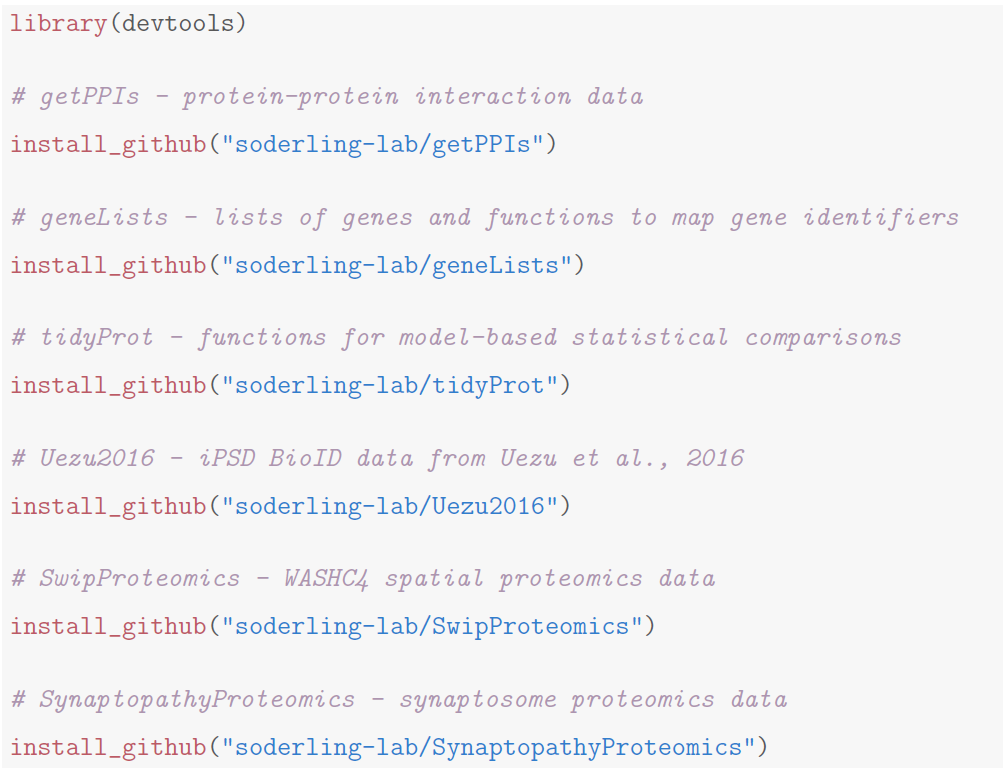 library(devtools)
# getPPIs - protein-protein interaction data
install_github("soderling-lab/getPPIs")
# geneLists - lists of genes and functions to map gene identifiers
install_github("soderling-lab/geneLists")
# tidyProt - functions for model-based statistical comparisons
install_github("soderling-lab/tidyProt")
# Uezu2016 - iPSD BioID data from Uezu et al., 2016
install_github("soderling-lab/Uezu2016")
# SwipProteomics - WASHC4 spatial proteomics data
install_github("soderling-lab/SwipProteomics")
# SynaptopathyProteomics - synaptosome proteomics data
install_github("soderling-lab/SynaptopathyProteomics")